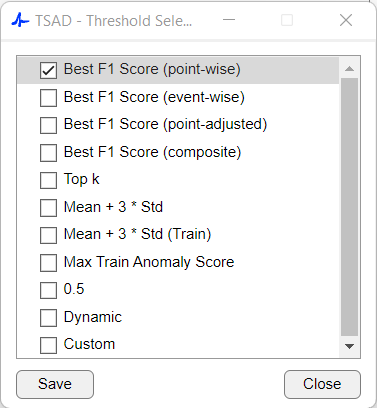 TSAD - Threshold Sele...
Best F1 Score (point-wise)
Best F1 Score (event-wise)
Best F1 Score (point-adjusted)
Best F1 Score (composite)
Top k
Mean + 3 * Std
Mean + 3 * Std (Train)
Max Train Anomaly Score
0.5
Dynamic
Custom
Save Close